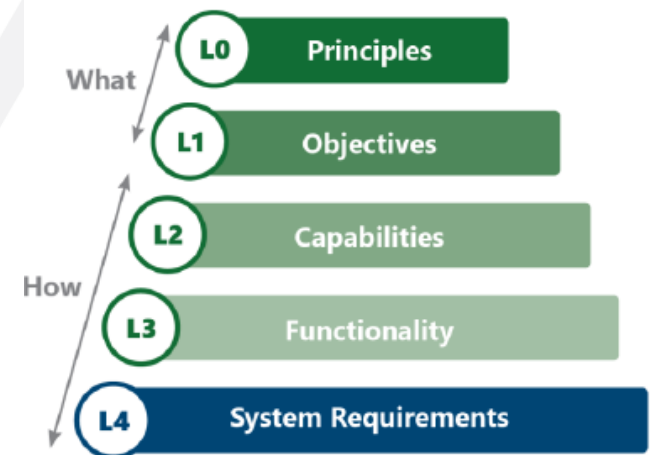 L0 Principles
What
L1 Objectives
L2 Capabilities
How
L3 Functionality
L4 System Requirements